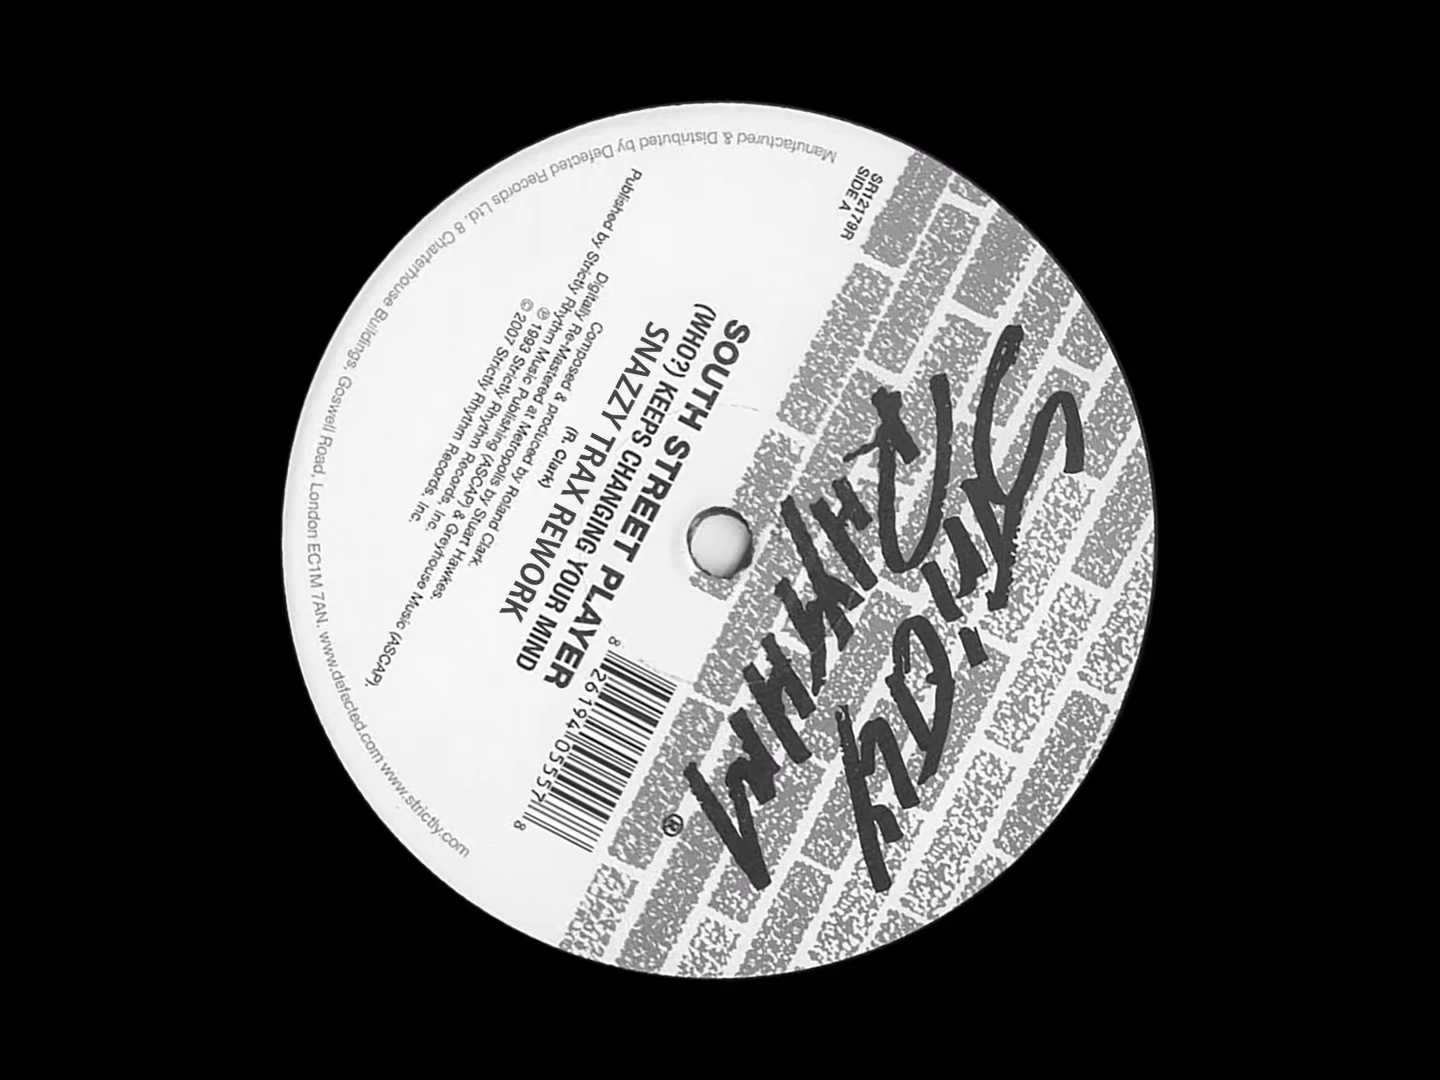 STRICTLY
RHYTHM
®
SR12179R
SIDE A
SOUTH STREET PLAYER
(WHO?) KEEPS CHANGING YOUR MIND
SNAZZY TRAX REWORK
(R. Clark)
Composed & produced by Roland Clark.
Digitally Re-Mastered at Metropolis by Stuart Hawkes.
Published by Strictly Rhythm Music Publishing (ASCAP) & Greyhouse Music (ASCAP).
℗ 1993 Strictly Rhythm Records, Inc.
© 2007 Strictly Rhythm Records, Inc.
8 26194 05557 8
Manufactured & Distributed by Defected Records Ltd. 8 Charterhouse Buildings, Goswell Road, London EC1M 7AN. www.defected.com www.strictly.com